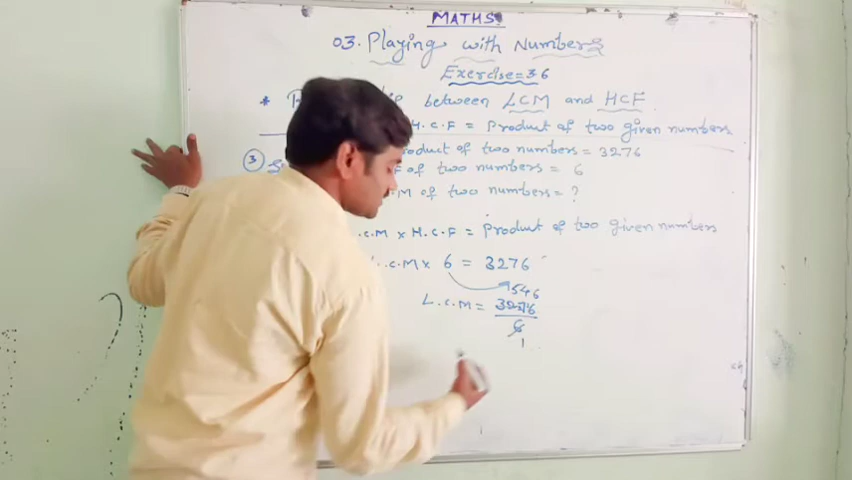 MATHS
03. Playing with Numbers
Exercise=36
* between LCM and HCF
H.C.F = Product of two given numbers
3 roduct of two numbers = 3276
F of two numbers = 6
.M of two numbers = ?
.C.M x H.C.F = Product of two given numbers
.C.M x 6 = 3276
546
L.C.M = 3276
6
1